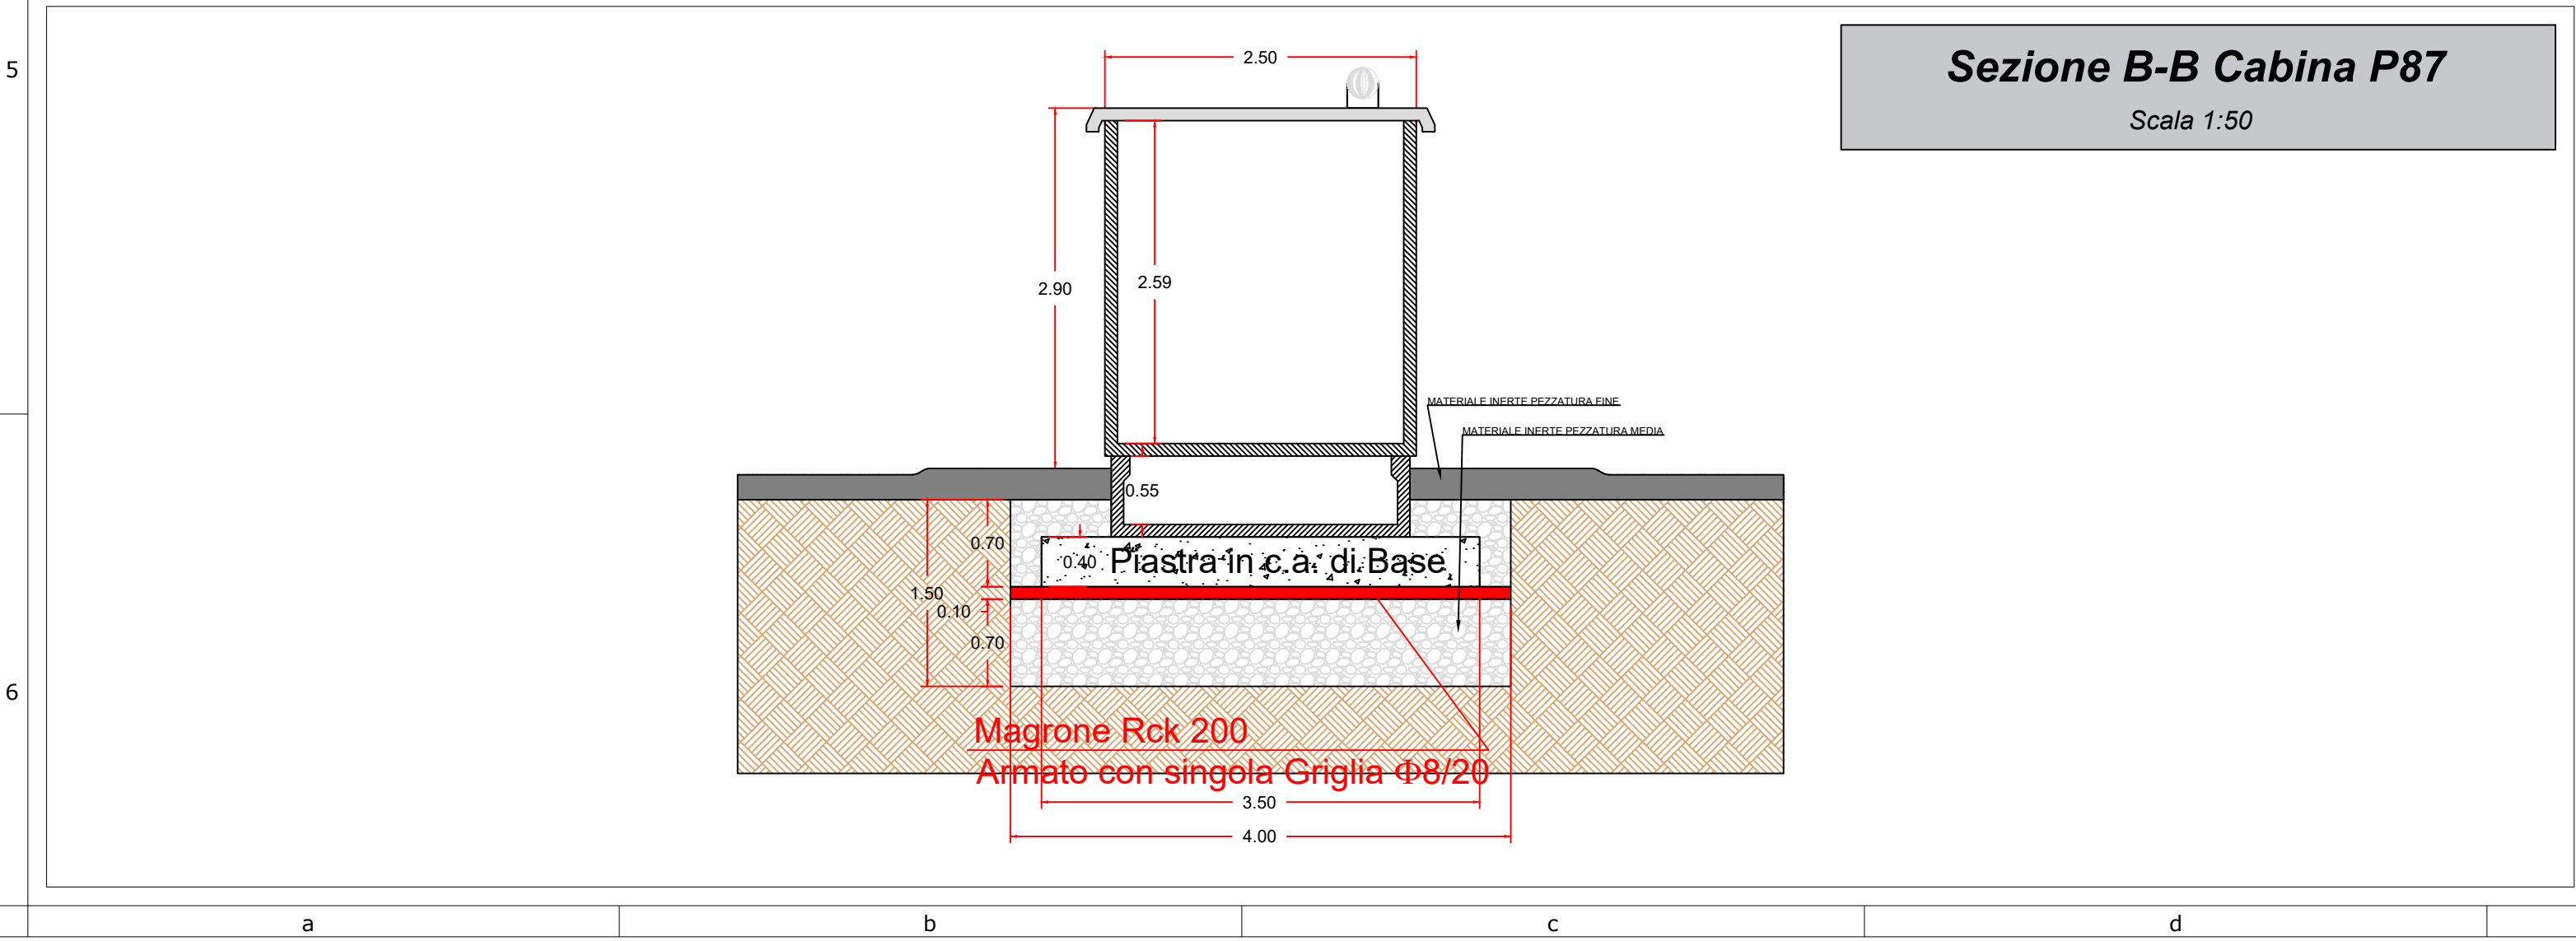 5
Sezione B-B Cabina P87
Scala 1:50
2.50
2.90
2.59
MATERIALE INERTE PEZZATURA FINE
MATERIALE INERTE PEZZATURA MEDIA
0.55
0.70
0.40
Piastra in c.a. di Base
1.50
0.10
0.70
6
Magrone Rck 200
Armato con singola Griglia Φ8/20
3.50
4.00
a
b
c
d